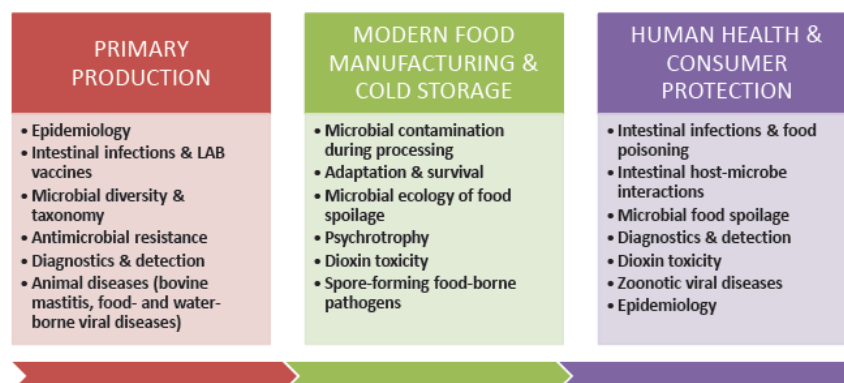 PRIMARY
PRODUCTION
• Epidemiology
• Intestinal infections & LAB
vaccines
• Microbial diversity &
taxonomy
• Antimicrobial resistance
• Diagnostics & detection
• Animal diseases (bovine
mastitis, food- and water-
borne viral diseases)
MODERN FOOD
MANUFACTURING &
COLD STORAGE
• Microbial contamination
during processing
• Adaptation & survival
• Microbial ecology of food
spoilage
• Psychrotrophy
• Dioxin toxicity
• Spore-forming food-borne
pathogens
HUMAN HEALTH &
CONSUMER
PROTECTION
• Intestinal infections & food
poisoning
• Intestinal host-microbe
interactions
• Microbial food spoilage
• Diagnostics & detection
• Dioxin toxicity
• Zoonotic viral diseases
• Epidemiology